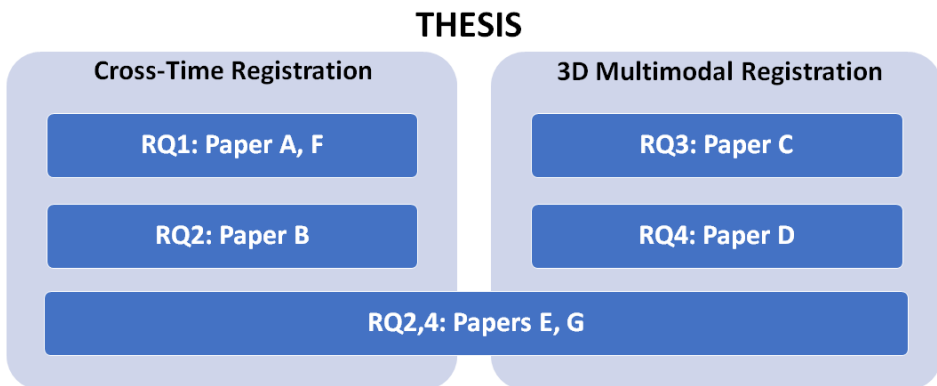 THESIS
Cross-Time Registration
RQ1: Paper A, F
RQ2: Paper B
3D Multimodal Registration
RQ3: Paper C
RQ4: Paper D
RQ2,4: Papers E, G